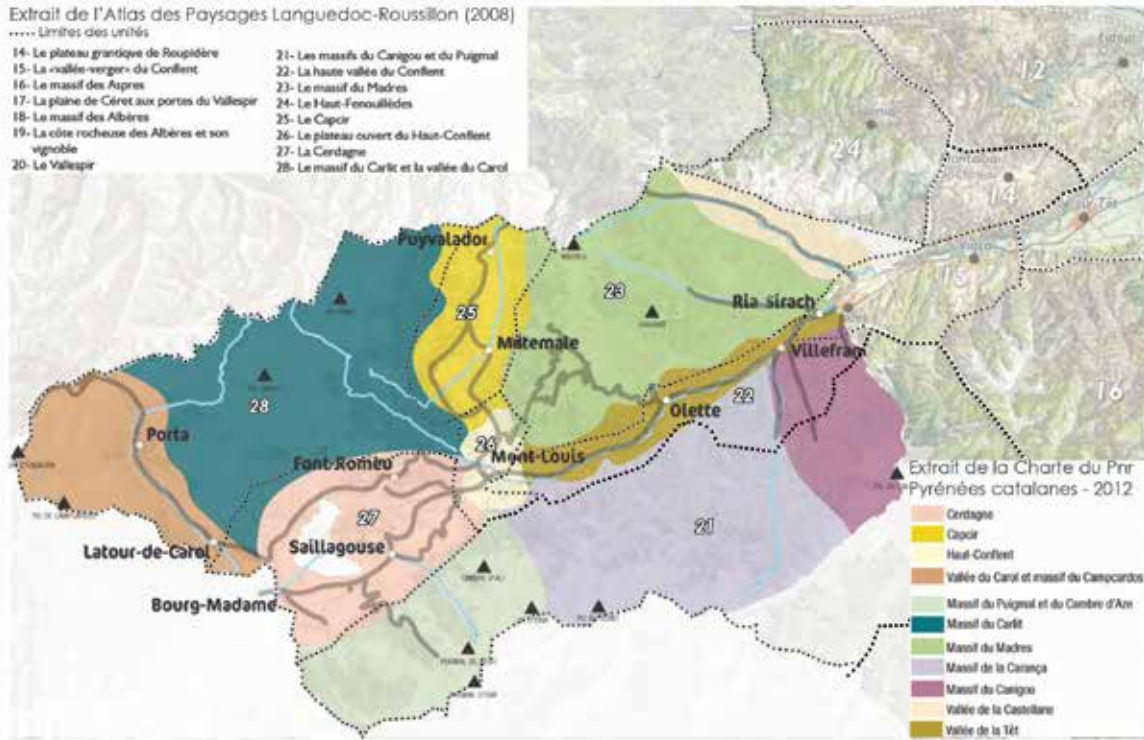 Extrait de l'Atlas des Paysages Languedoc-Roussillon (2008)
Limites des unités
14- Le plateau grantique de Roupidère
15- La «vallée-verger» du Conflent
16- Le massif des Aspres
17- La plaine de Céret aux portes du Vallespir
18- Le massif des Albères
19- La côte rocheuse des Albères et son
vignoble
20- Le Vallespir
21- Les massifs du Canigou et du Puigmal
22- La haute vallée du Conflent
23- Le massif du Madres
24- Le Haut-Fenouillèdes
25- Le Capcir
26- Le plateau ouvert du Haut-Conflent
27- La Cerdagne
28- Le massif du Carlit et la vallée du Carol
12
24
14
15
16
Puyvalador
25
23
Matemale
Ria Sirach
Villefran
22
Olette
28
Porta
26
Mont-Louis
Font-Romeu
27
21
Saillagouse
Latour-de-Carol
Bourg-Madame
Extrait de la Charte du Pnr
Pyrénées catalanes - 2012
Cerdagne
Capcir
Haut-Conflent
Vallée du Carol et massif du Campcardos
Massif du Puigmal et du Cambre d'Aze
Massif du Carlit
Massif du Madres
Massif de la Carança
Massif du Canigou
Vallée de la Castellane
Vallée de la Têt